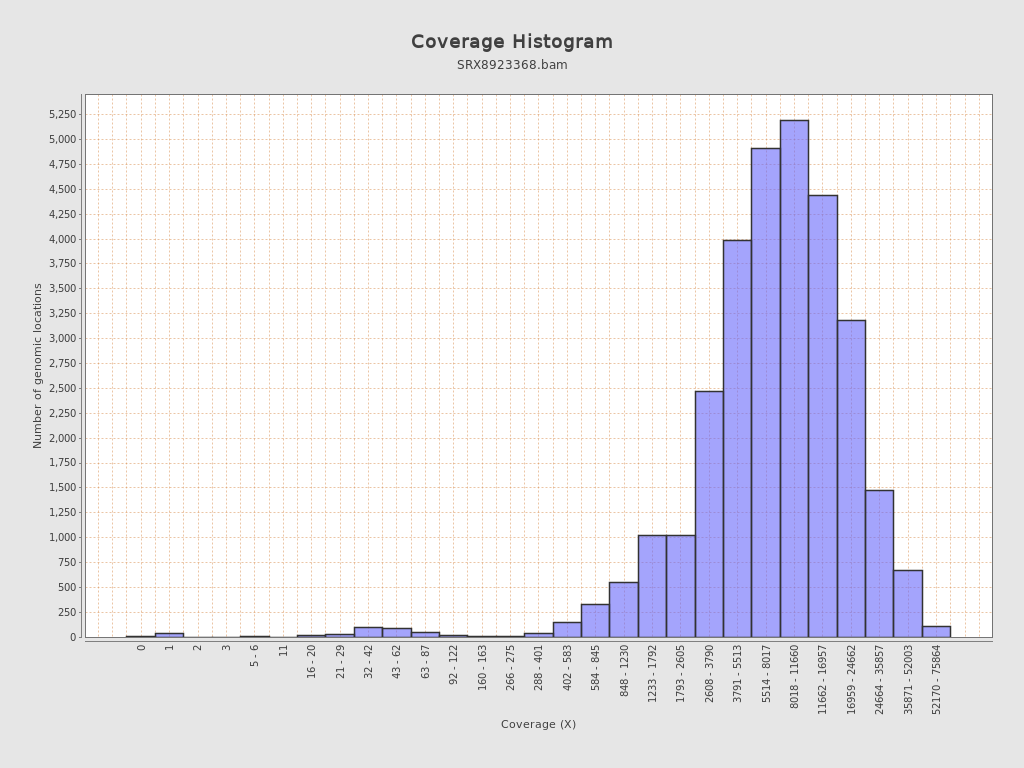 Coverage Histogram
SRX8923368.bam
Number of genomic locations
5,250
5,000
4,750
4,500
4,250
4,000
3,750
3,500
3,250
3,000
2,750
2,500
2,250
2,000
1,750
1,500
1,250
1,000
750
500
250
0
0
1
2
3
5 - 6
11
16 - 20
21 - 29
32 - 42
43 - 62
63 - 87
92 - 122
160 - 163
266 - 275
288 - 401
402 - 583
584 - 845
848 - 1230
1233 - 1792
1793 - 2605
2608 - 3790
3791 - 5513
5514 - 8017
8018 - 11660
11662 - 16957
16959 - 24662
24664 - 35857
35871 - 52003
52170 - 75864
Coverage (X)